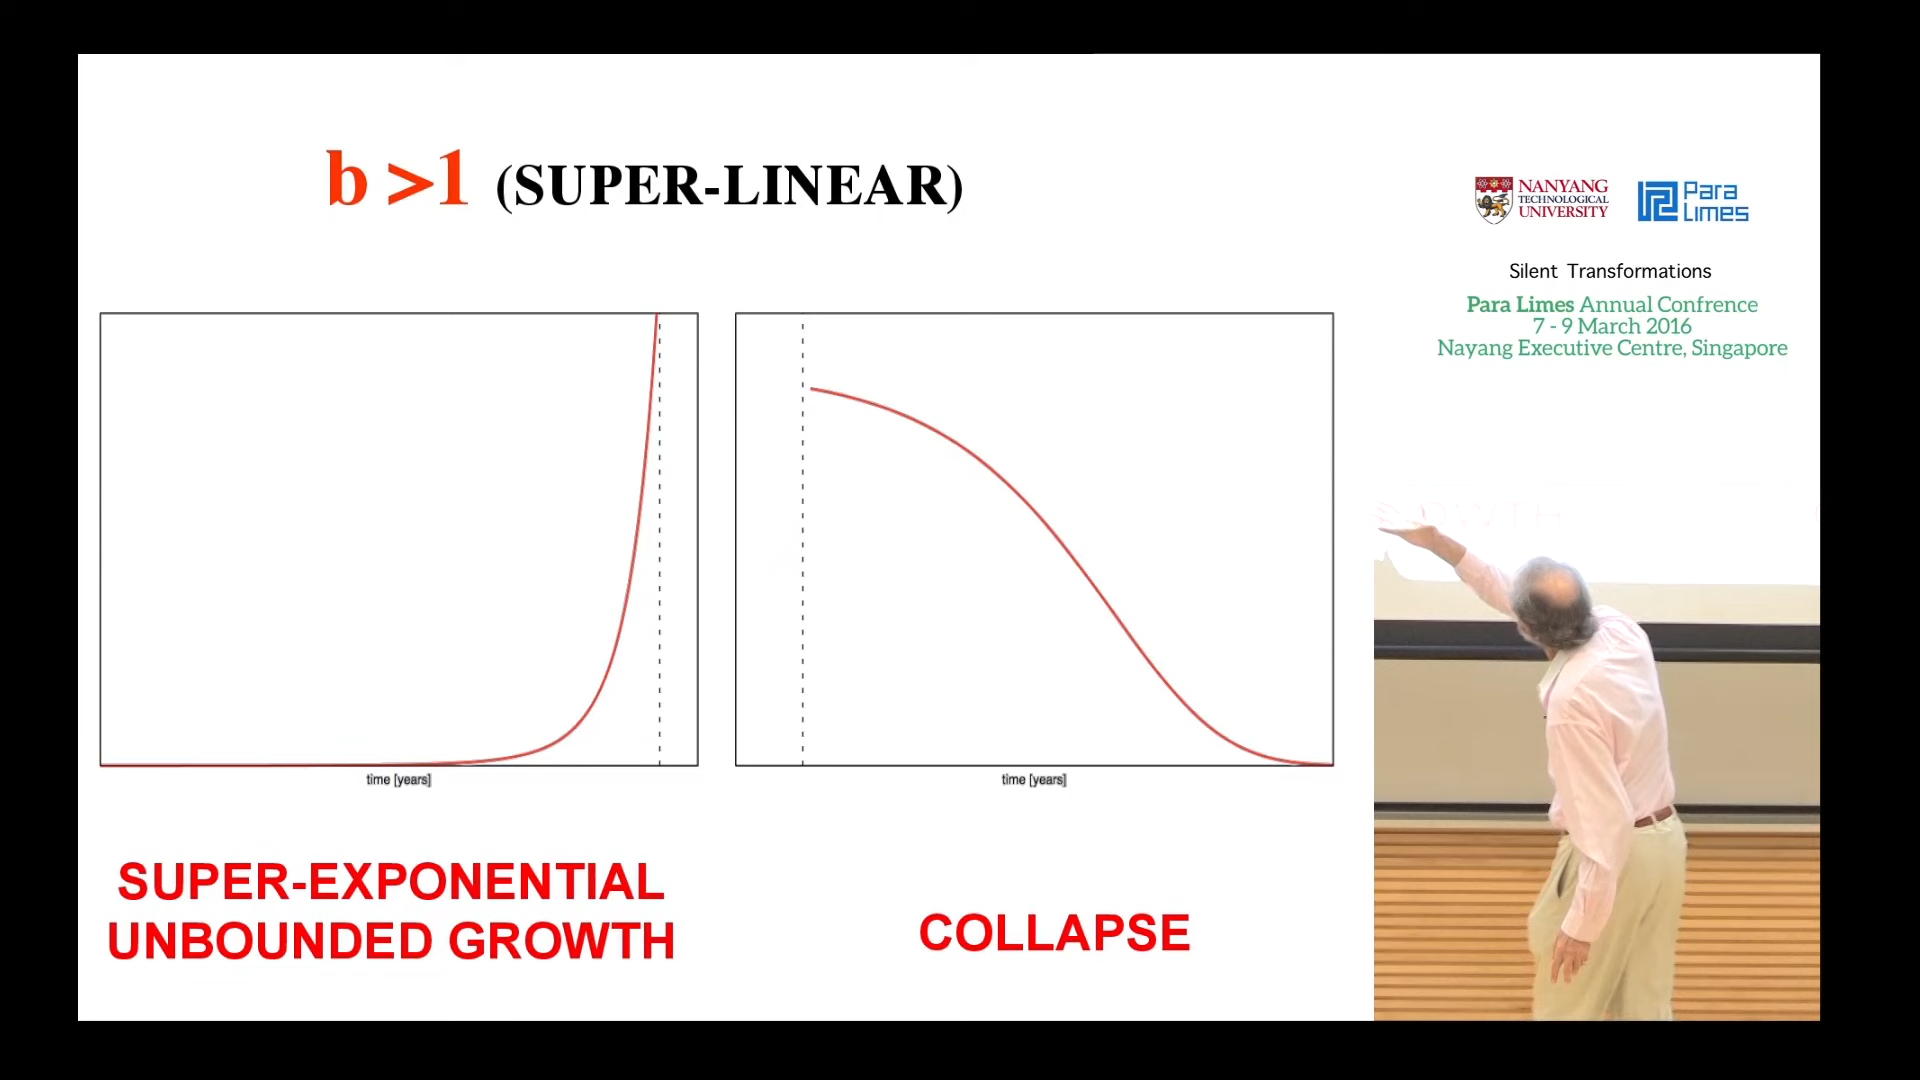 b >1 (SUPER-LINEAR)
NANYANG
TECHNOLOGICAL
UNIVERSITY
Para
Limes
Silent Transformations
Para Limes Annual Confrence
7 - 9 March 2016
Nayang Executive Centre, Singapore
time [years]
time [years]
SUPER-EXPONENTIAL
UNBOUNDED GROWTH
COLLAPSE